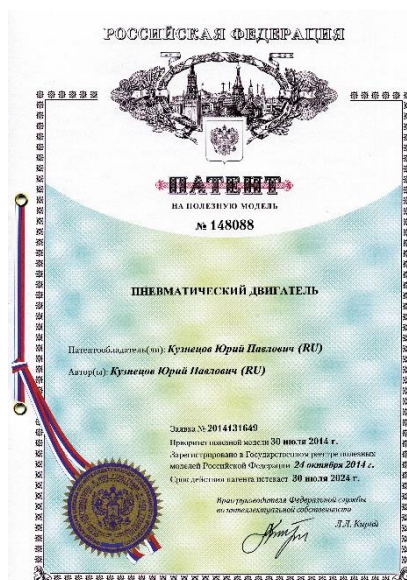 РОССИЙСКАЯ ФЕДЕРАЦИЯ
ПАТЕНТ
НА ПОЛЕЗНУЮ МОДЕЛЬ
№ 148088
ПНЕВМАТИЧЕСКИЙ ДВИГАТЕЛЬ
Патентообладатель(ли): Кузнецов Юрий Павлович (RU)
Автор(ы): Кузнецов Юрий Павлович (RU)
Заявка № 2014131649
Приоритет полезной модели 30 июля 2014 г.
Зарегистрировано в Государственном реестре полезных
моделей Российской Федерации 24 октября 2014 г.
Срок действия патента истекает 30 июля 2024 г.
Врио руководителя Федеральной службы
по интеллектуальной собственности
Л.Л. Кирий